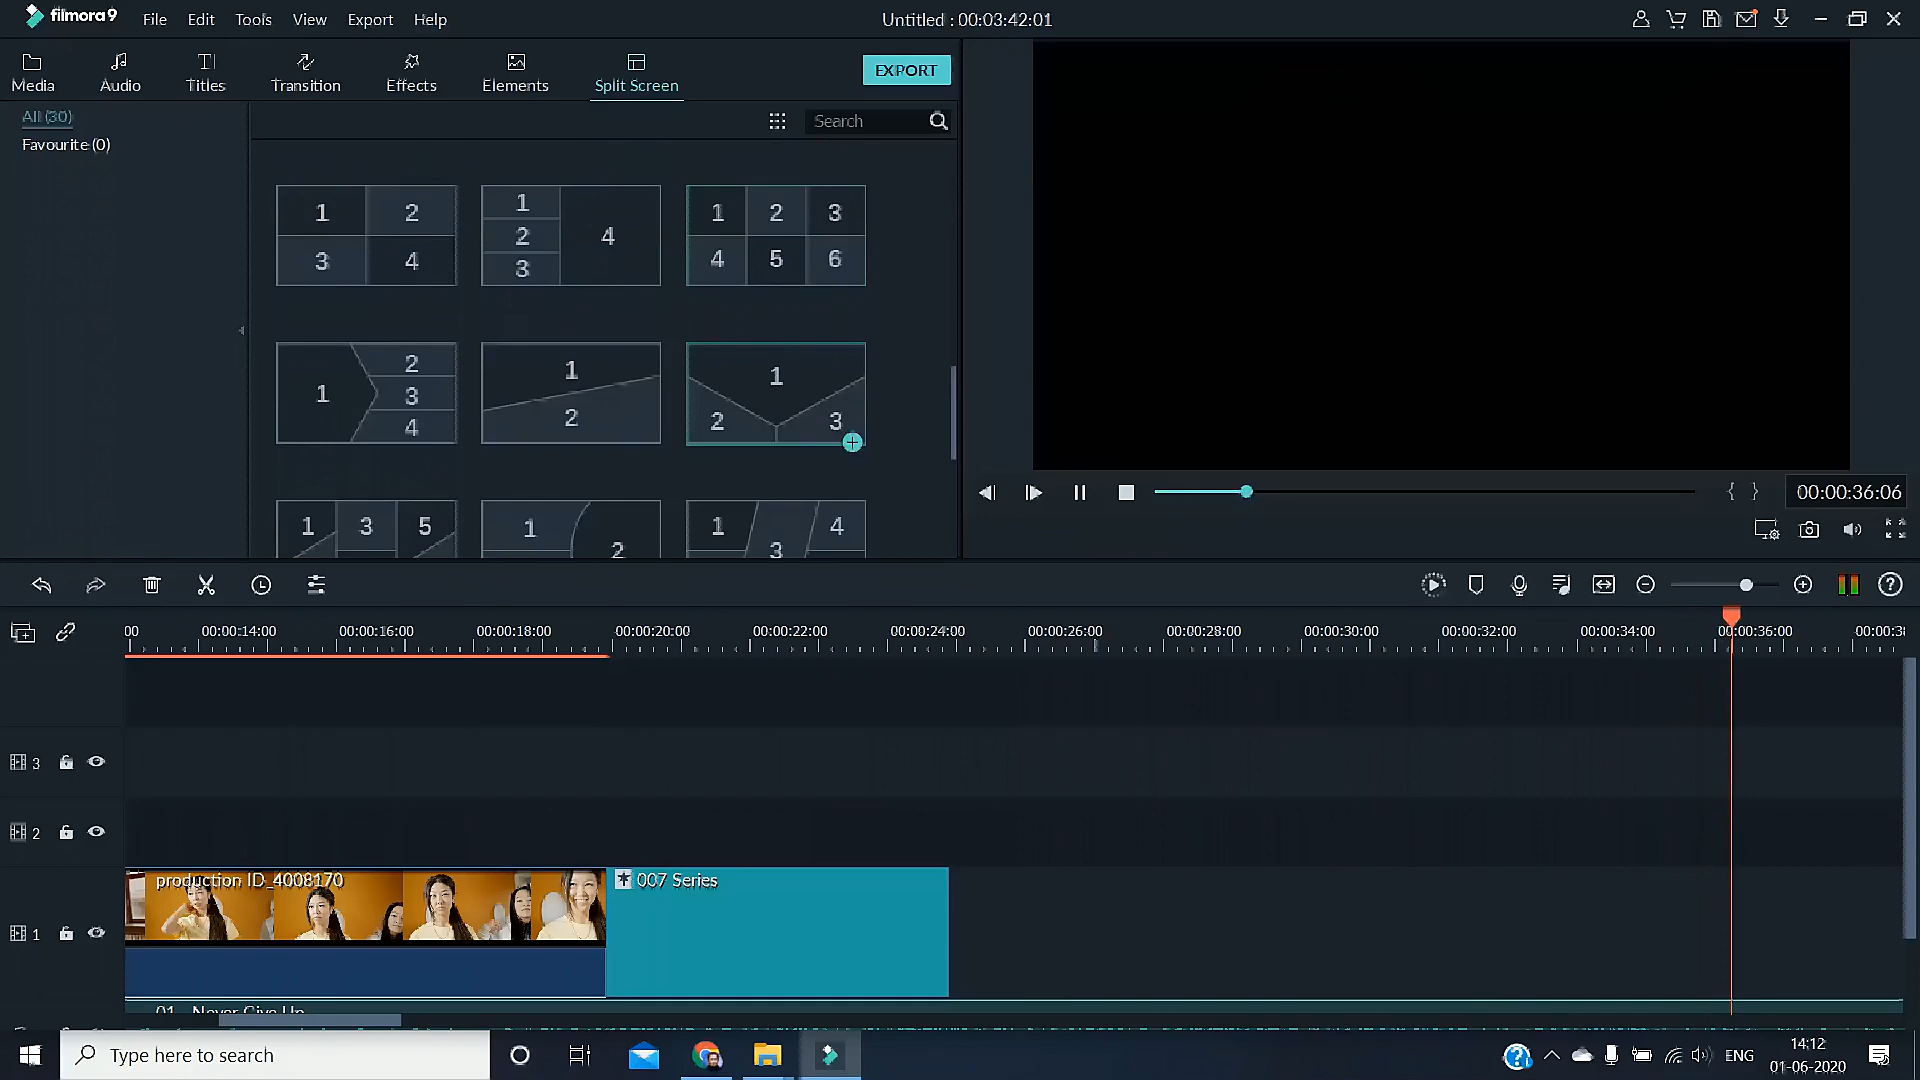 filmora9 File Edit Tools View Export Help
Untitled : 00:03:42:01
Media Audio Titles Transition Effects Elements Split Screen
EXPORT
All (30)
Favourite (0)
Search
1 2
3 4
1
2
3
4
1 2 3
4 5 6
1
2
3
4
1
2
1
2 3
1 3 5
1
2
1
3
4
{ } 00:00:36:06
00 00:00:14:00 00:00:16:00 00:00:18:00 00:00:20:00 00:00:22:00 00:00:24:00 00:00:26:00 00:00:28:00 00:00:30:00 00:00:32:00 00:00:34:00 00:00:36:00 00:00:38
3
2
production ID_4008170
007 Series
1
01 - Never Give Up
Type here to search
ENG
14:12
01-06-2020